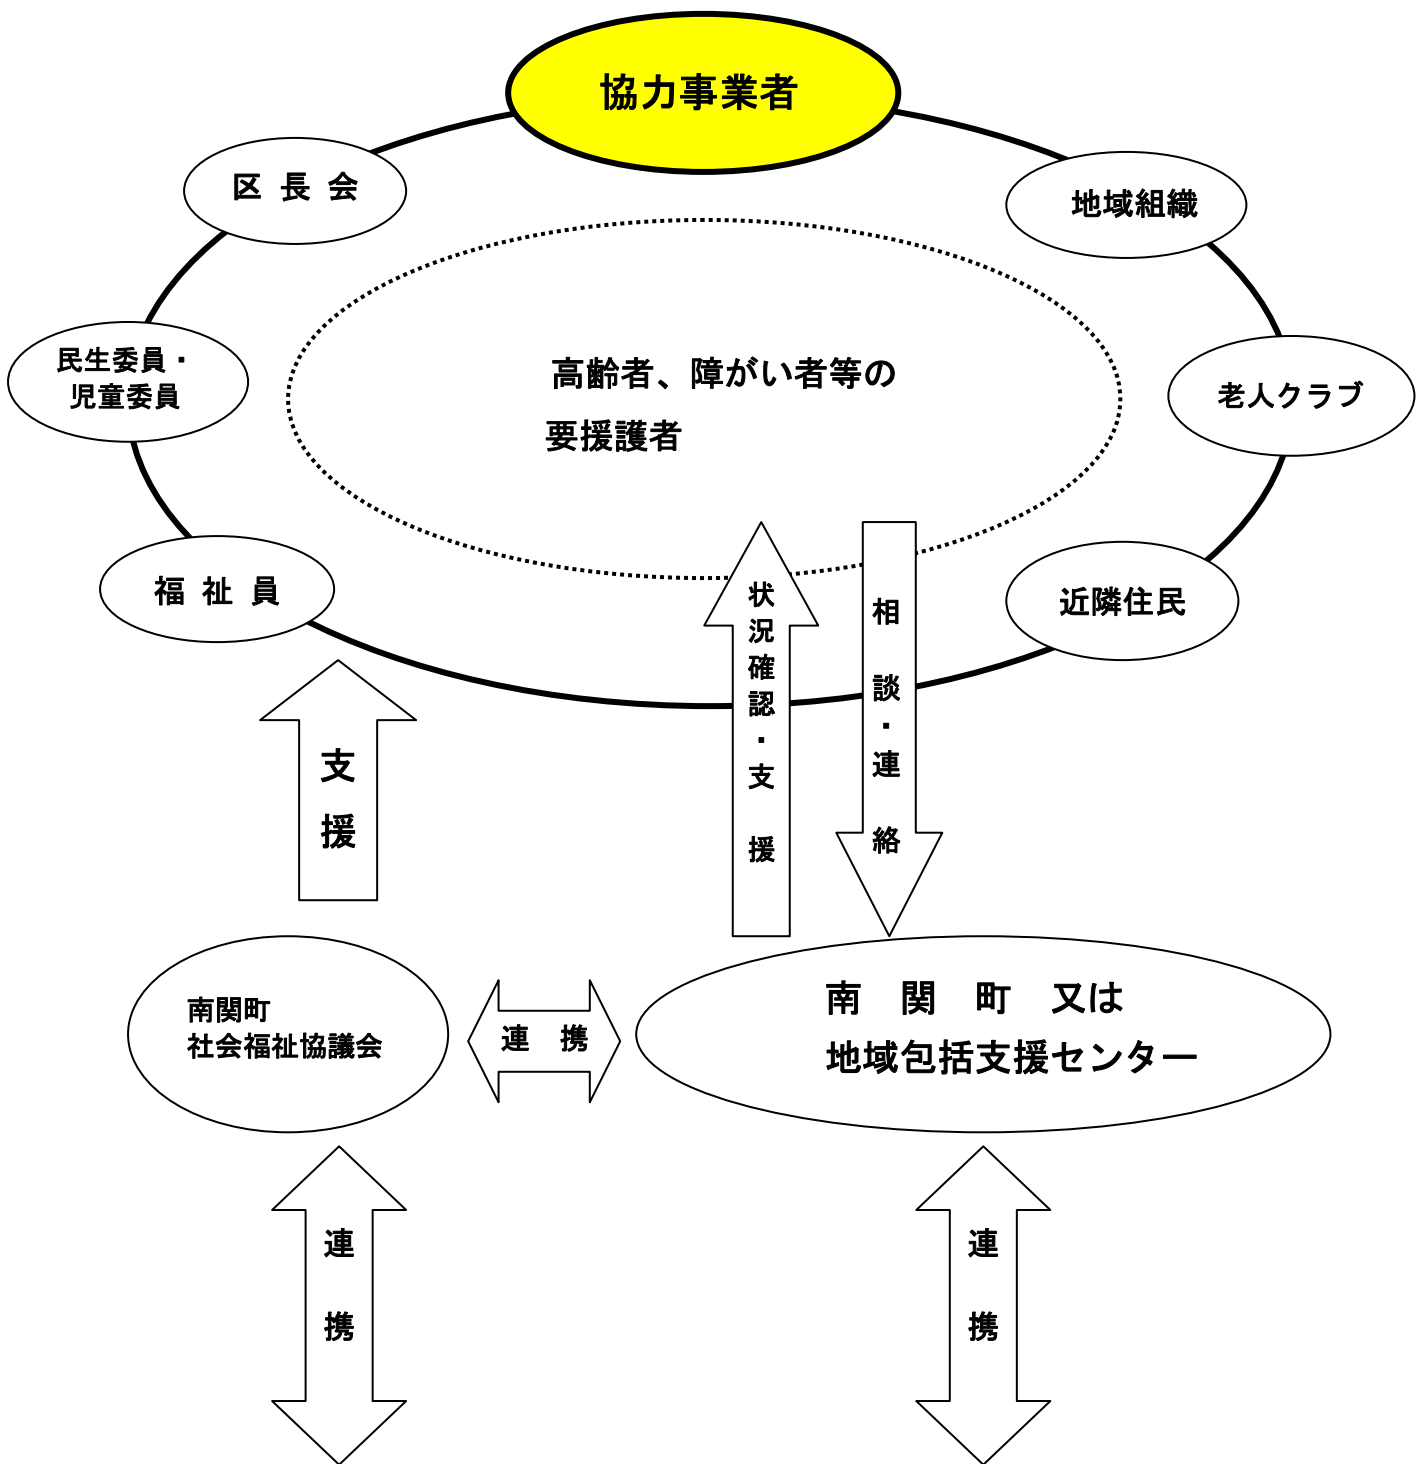 協力事業者
区 長 会
地域組織
民生委員・
児童委員
高齢者、障がい者等の
要援護者
老人クラブ
福 祉 員
近隣住民
状況確認・支 援
相 談・連 絡
支援
南関町
社会福祉協議会
連 携
南 関 町 又は
地域包括支援センター
連 携
連 携